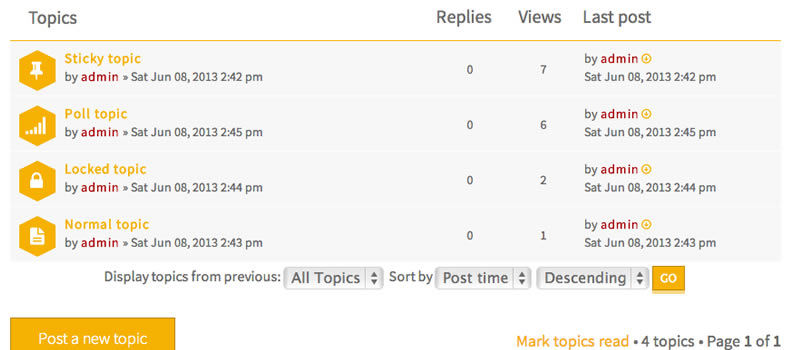 Topics Replies Views Last post
Sticky topic
by admin » Sat Jun 08, 2013 2:42 pm
0 7
by admin
Sat Jun 08, 2013 2:42 pm
Poll topic
by admin » Sat Jun 08, 2013 2:45 pm
0 6
by admin
Sat Jun 08, 2013 2:45 pm
Locked topic
by admin » Sat Jun 08, 2013 2:44 pm
0 2
by admin
Sat Jun 08, 2013 2:44 pm
Normal topic
by admin » Sat Jun 08, 2013 2:43 pm
0 1
by admin
Sat Jun 08, 2013 2:43 pm
Display topics from previous: All Topics Sort by Post time Descending GO
Post a new topic
Mark topics read • 4 topics • Page 1 of 1